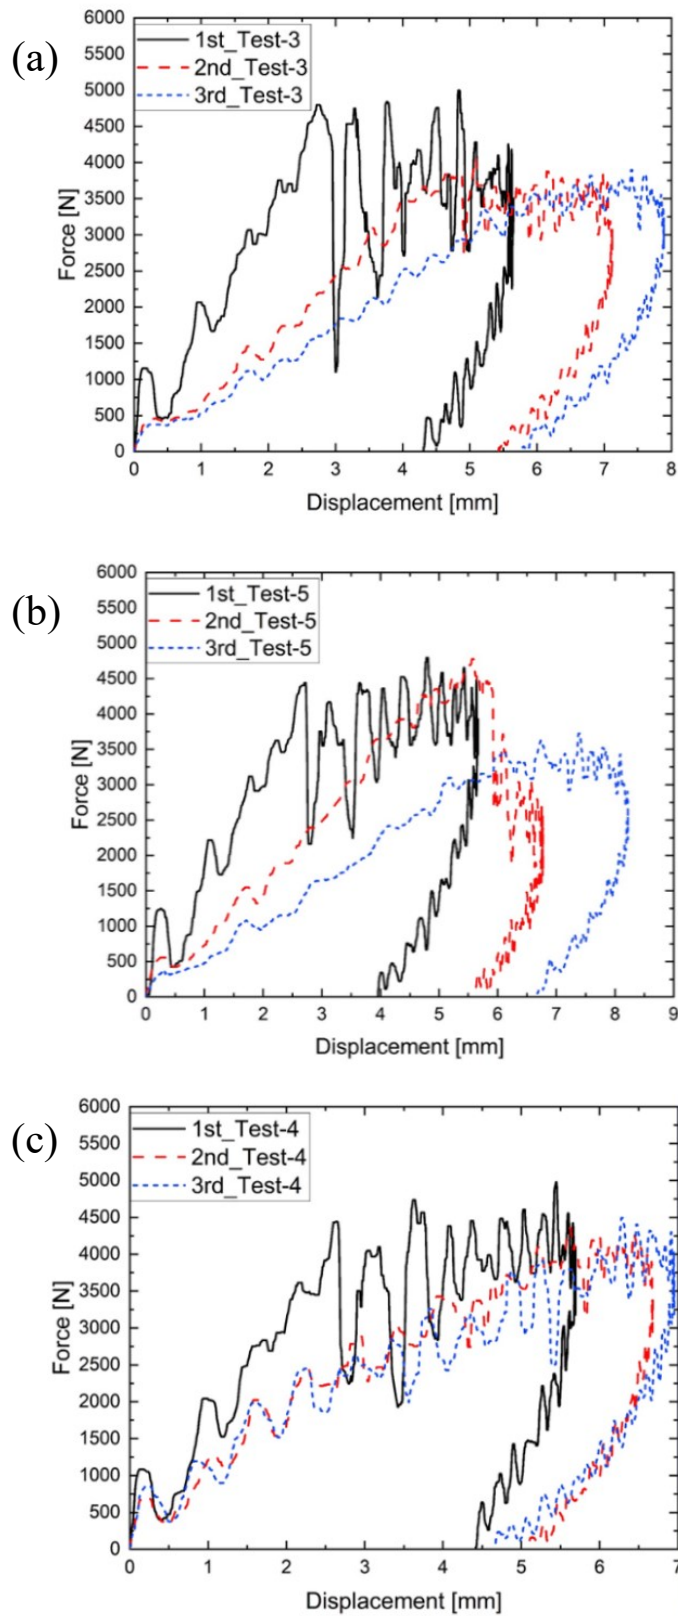 (a)
6000
5500
5000
4500
4000
3500
3000
2500
2000
1500
1000
500
0
Force [N]
1st_Test-3
2nd_Test-3
3rd_Test-3
0 1 2 3 4 5 6 7 8
Displacement [mm]
(b)
6000
5500
5000
4500
4000
3500
3000
2500
2000
1500
1000
500
0
Force [N]
1st_Test-5
2nd_Test-5
3rd_Test-5
0 1 2 3 4 5 6 7 8 9
Displacement [mm]
(c)
6000
5500
5000
4500
4000
3500
3000
2500
2000
1500
1000
500
0
Force [N]
1st_Test-4
2nd_Test-4
3rd_Test-4
0 1 2 3 4 5 6 7
Displacement [mm]